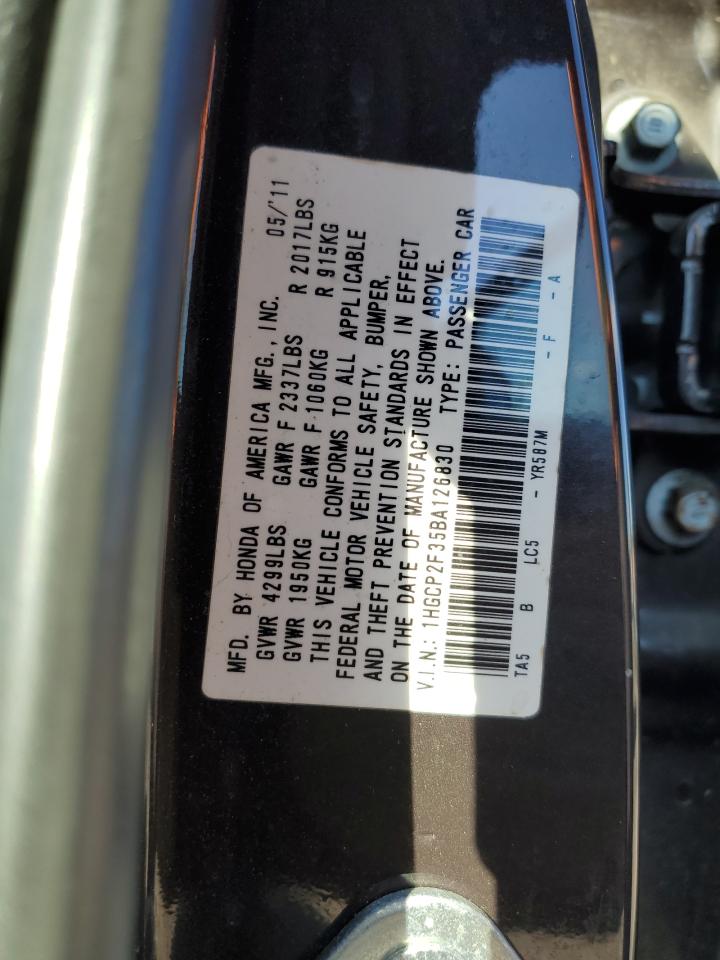 MFD. BY HONDA OF AMERICA MFG., INC. 05/'11
GVWR 4299LBS GAWR F 2337LBS R 2017LBS
GVWR 1950KG GAWR F 1060KG R 915KG
THIS VEHICLE CONFORMS TO ALL APPLICABLE
FEDERAL MOTOR VEHICLE SAFETY, BUMPER,
AND THEFT PREVENTION STANDARDS IN EFFECT
ON THE DATE OF MANUFACTURE SHOWN ABOVE.
V.I.N.: 1HGCP2F35BA126830 TYPE: PASSENGER CAR
TA5 B LC5 - YR587M - F - A